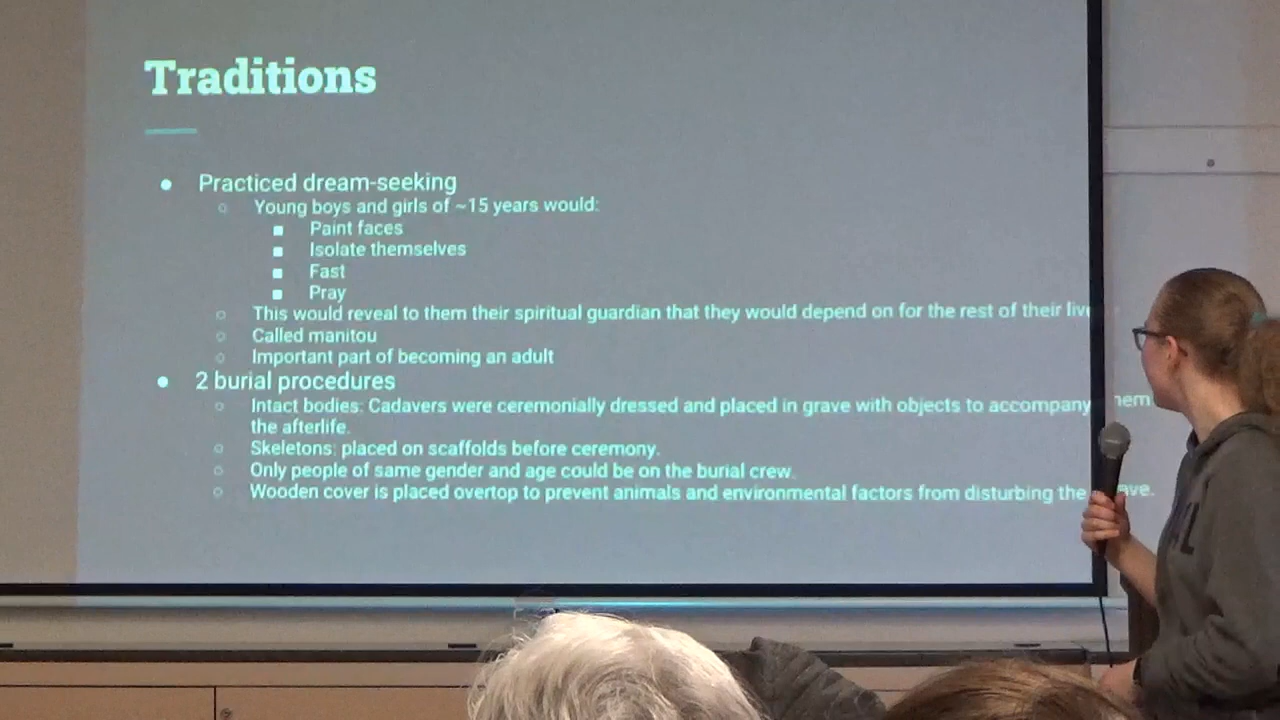 Traditions
● Practiced dream-seeking
○ Young boys and girls of ~15 years would:
■ Paint faces
■ Isolate themselves
■ Fast
■ Pray
○ This would reveal to them their spiritual guardian that they would depend on for the rest of their live
○ Called manitou
○ Important part of becoming an adult
● 2 burial procedures
○ Intact bodies: Cadavers were ceremonially dressed and placed in grave with objects to accompany hem
the afterlife.
○ Skeletons: placed on scaffolds before ceremony.
○ Only people of same gender and age could be on the burial crew.
○ Wooden cover is placed overtop to prevent animals and environmental factors from disturbing the ave.